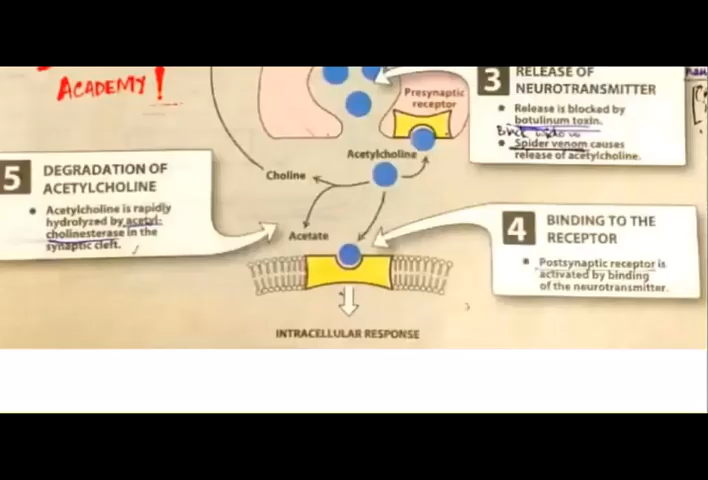 ACADEMY!
3 RELEASE OF
NEUROTRANSMITTER
• Release is blocked by
botulinum toxin.
• Spider venom causes
release of acetylcholine.
Presynaptic
receptor
Acetylcholine
Choline
Acetate
5 DEGRADATION OF
ACETYLCHOLINE
• Acetylcholine is rapidly
hydrolyzed by acetyl-
cholinesterase in the
synaptic cleft.
4 BINDING TO THE
RECEPTOR
• Postsynaptic receptor is
activated by binding
of the neurotransmitter.
INTRACELLULAR RESPONSE